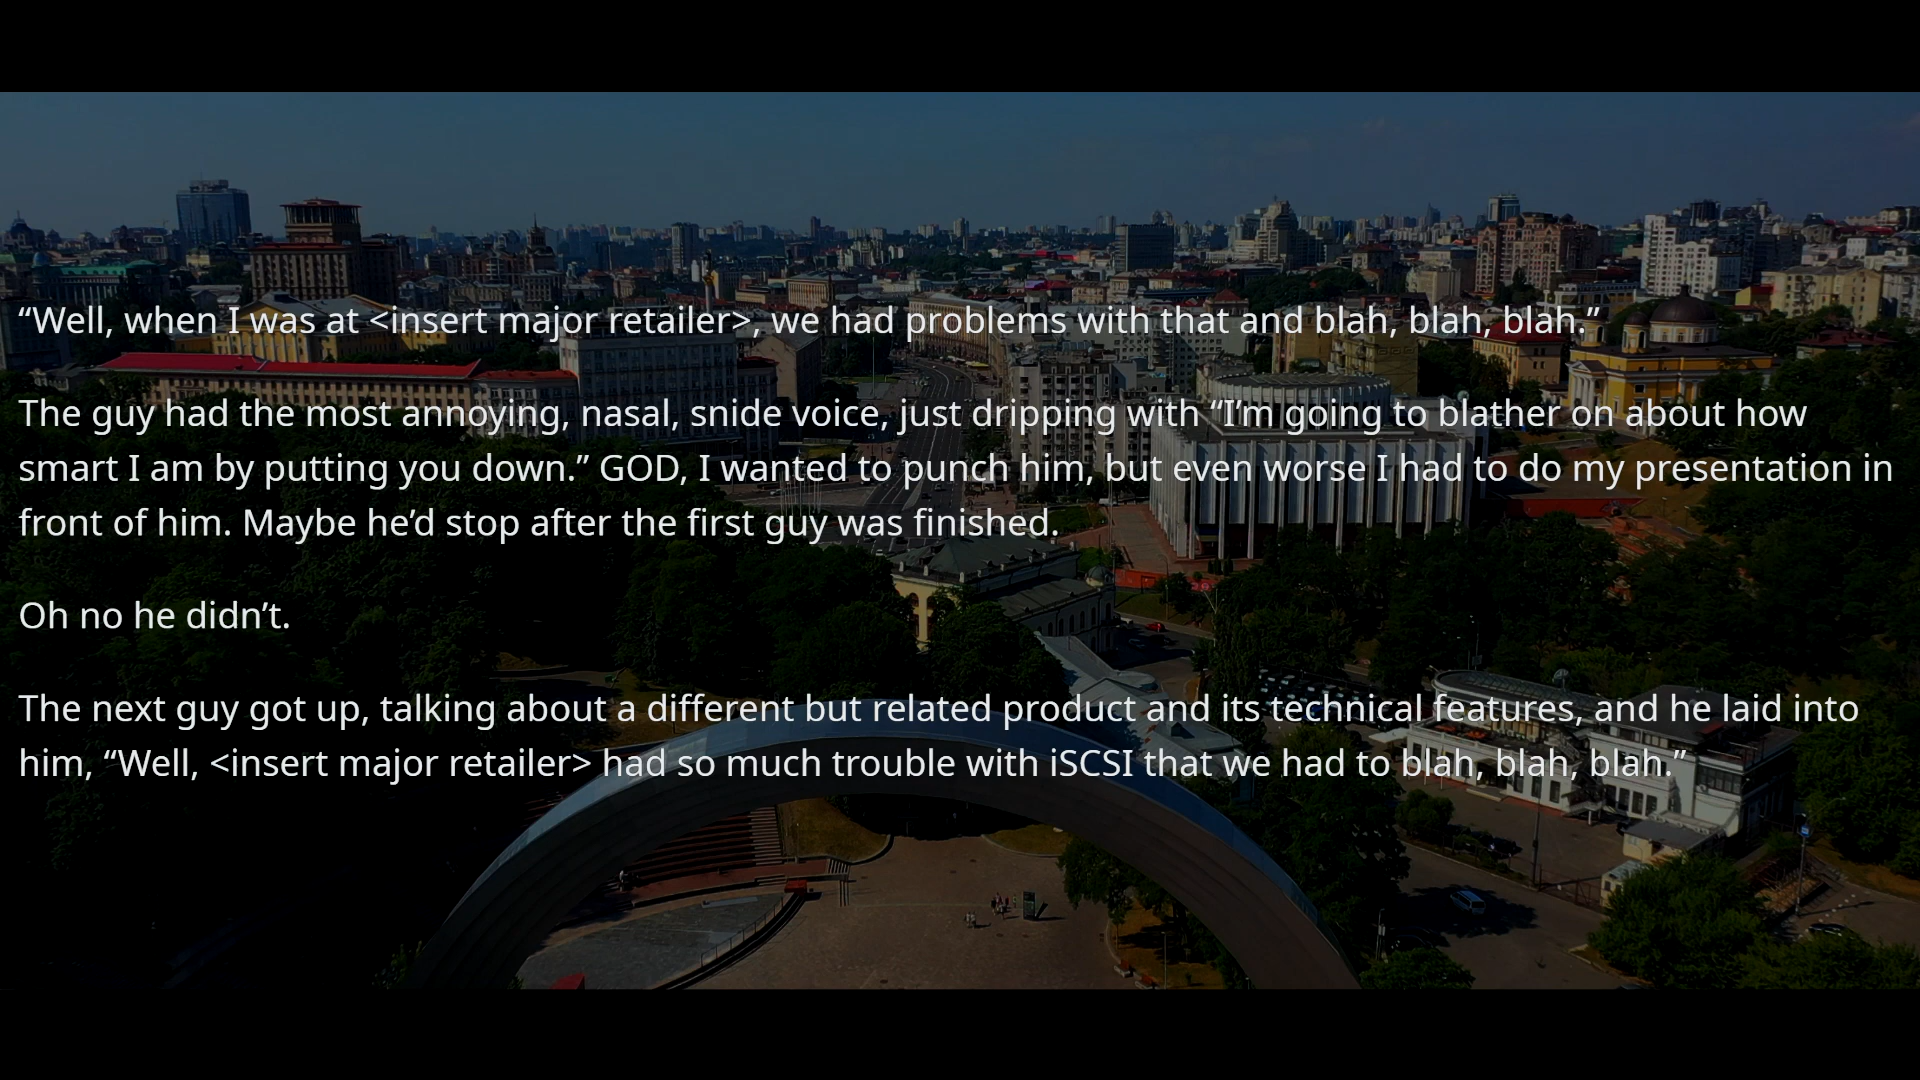 “Well, when I was at <insert major retailer>, we had problems with that and blah, blah, blah.”
The guy had the most annoying, nasal, snide voice, just dripping with “I’m going to blather on about how
smart I am by putting you down.” GOD, I wanted to punch him, but even worse I had to do my presentation in
front of him. Maybe he’d stop after the first guy was finished.
Oh no he didn’t.
The next guy got up, talking about a different but related product and its technical features, and he laid into
him, “Well, <insert major retailer> had so much trouble with iSCSI that we had to blah, blah, blah.”